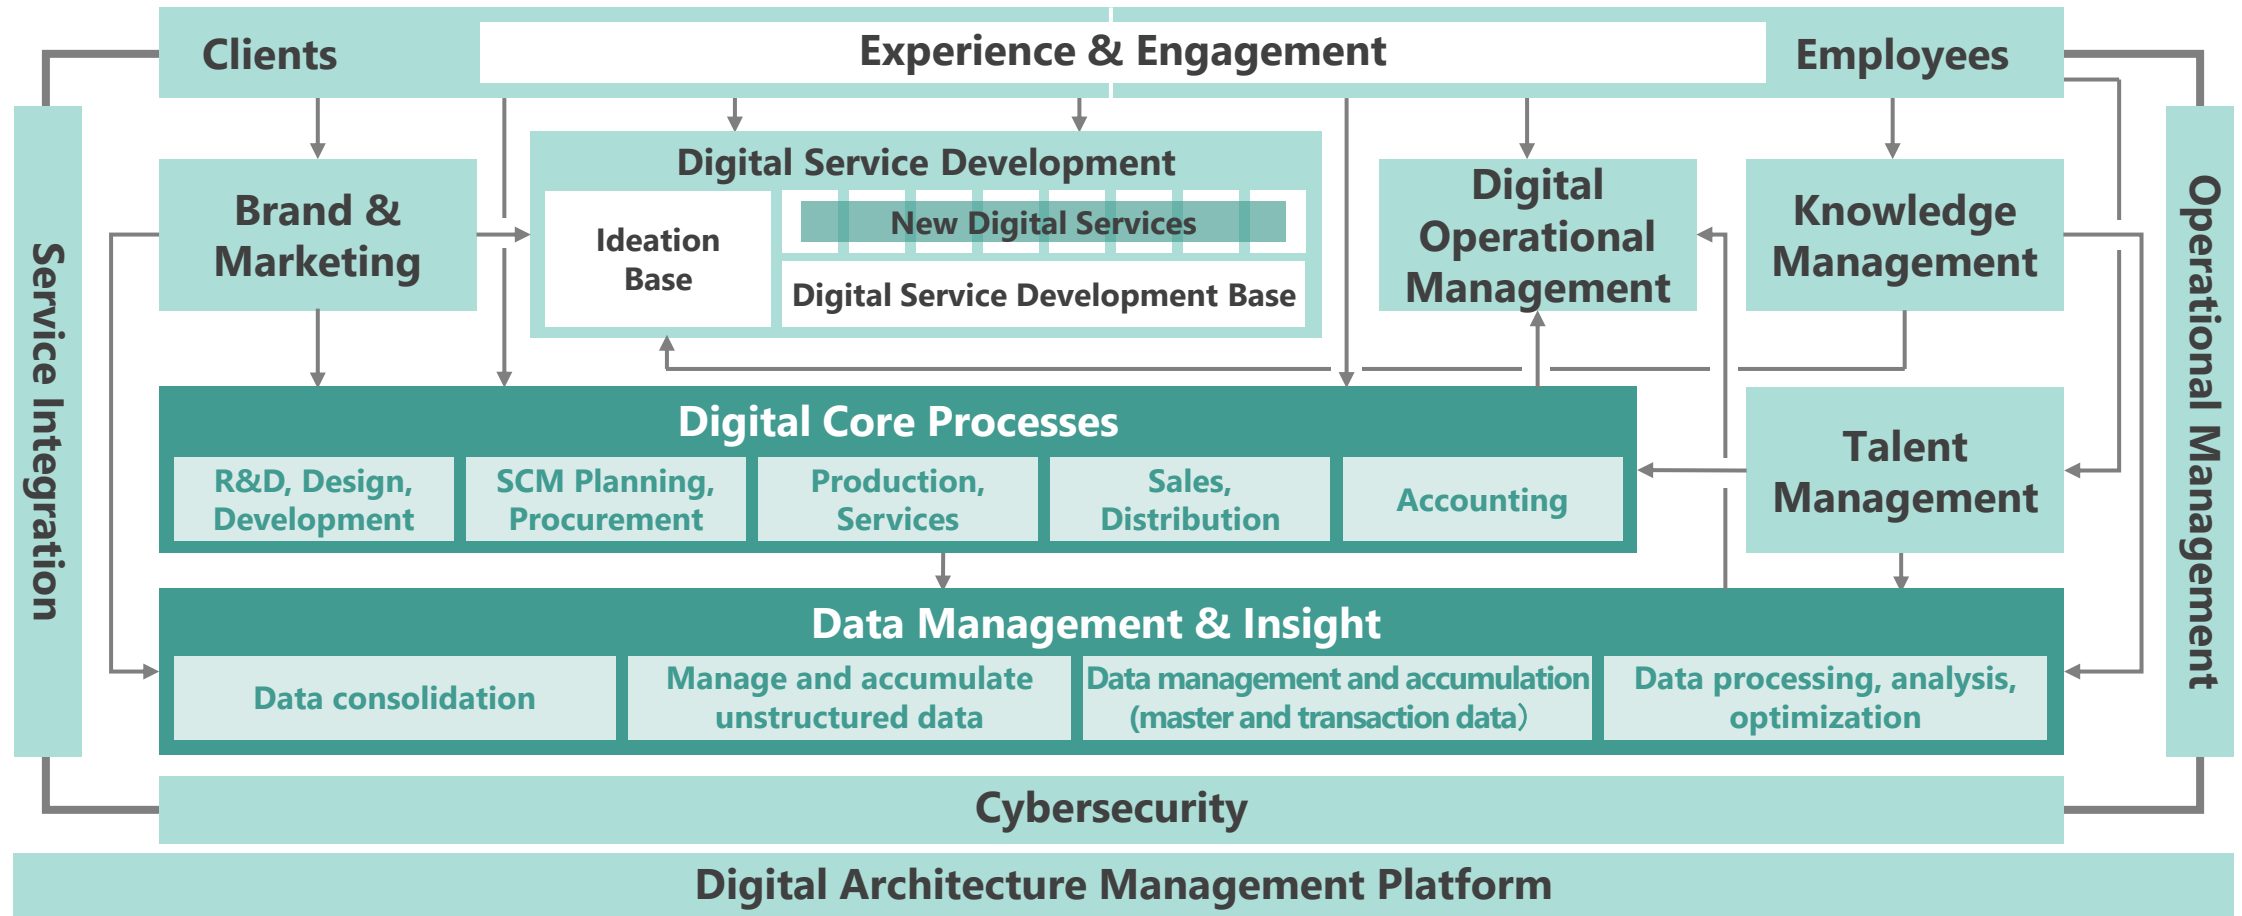 Clients
Experience & Engagement
Employees
Service Integration
Brand &
Marketing
Digital Service Development
Ideation
Base
New Digital Services
Digital Service Development Base
Digital
Operational
Management
Knowledge
Management
Operational Management
Digital Core Processes
R&D, Design,
Development
SCM Planning,
Procurement
Production,
Services
Sales,
Distribution
Accounting
Talent
Management
Data Management & Insight
Data consolidation
Manage and accumulate
unstructured data
Data management and accumulation
(master and transaction data）
Data processing, analysis,
optimization
Cybersecurity
Digital Architecture Management Platform